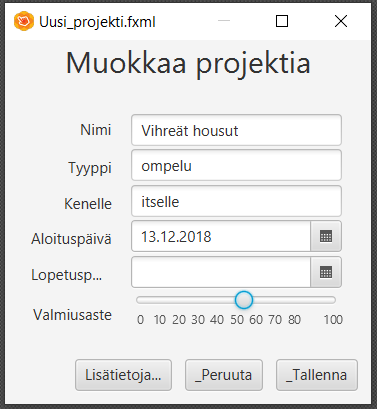 Uusi_projekti.fxml
Muokkaa projektia
Nimi Vihreät housut
Tyyppi ompelu
Kenelle itselle
Aloituspäivä 13.12.2018
Lopetusp...
Valmiusaste
0 10 20 30 40 50 60 70 80 100
Lisätietoja... _Peruuta _Tallenna